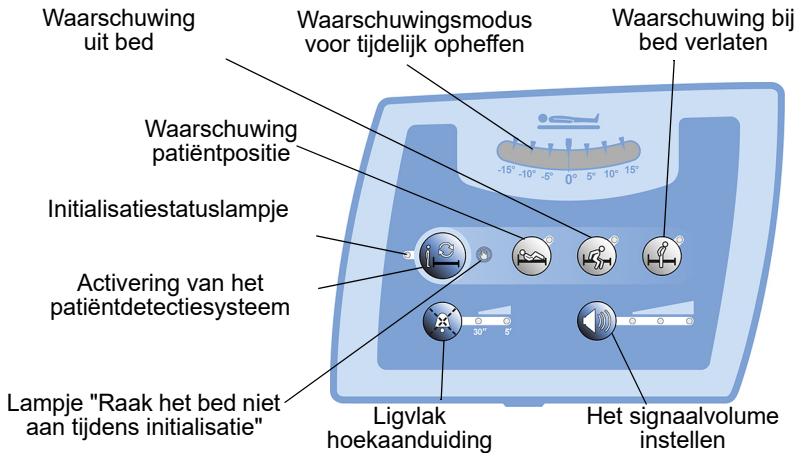 Waarschuwing
uit bed
Waarschuwingsmodus
voor tijdelijk opheffen
Waarschuwing bij
bed verlaten
Waarschuwing
patiëntpositie
-15° -10° -5° 0° 5° 10° 15°
Initialisatiestatuslampje
Activering van het
patiëntdetectiesysteem
30" 5'
Lampje "Raak het bed niet
aan tijdens initialisatie"
Ligvlak
hoekaanduiding
Het signaalvolume
instellen